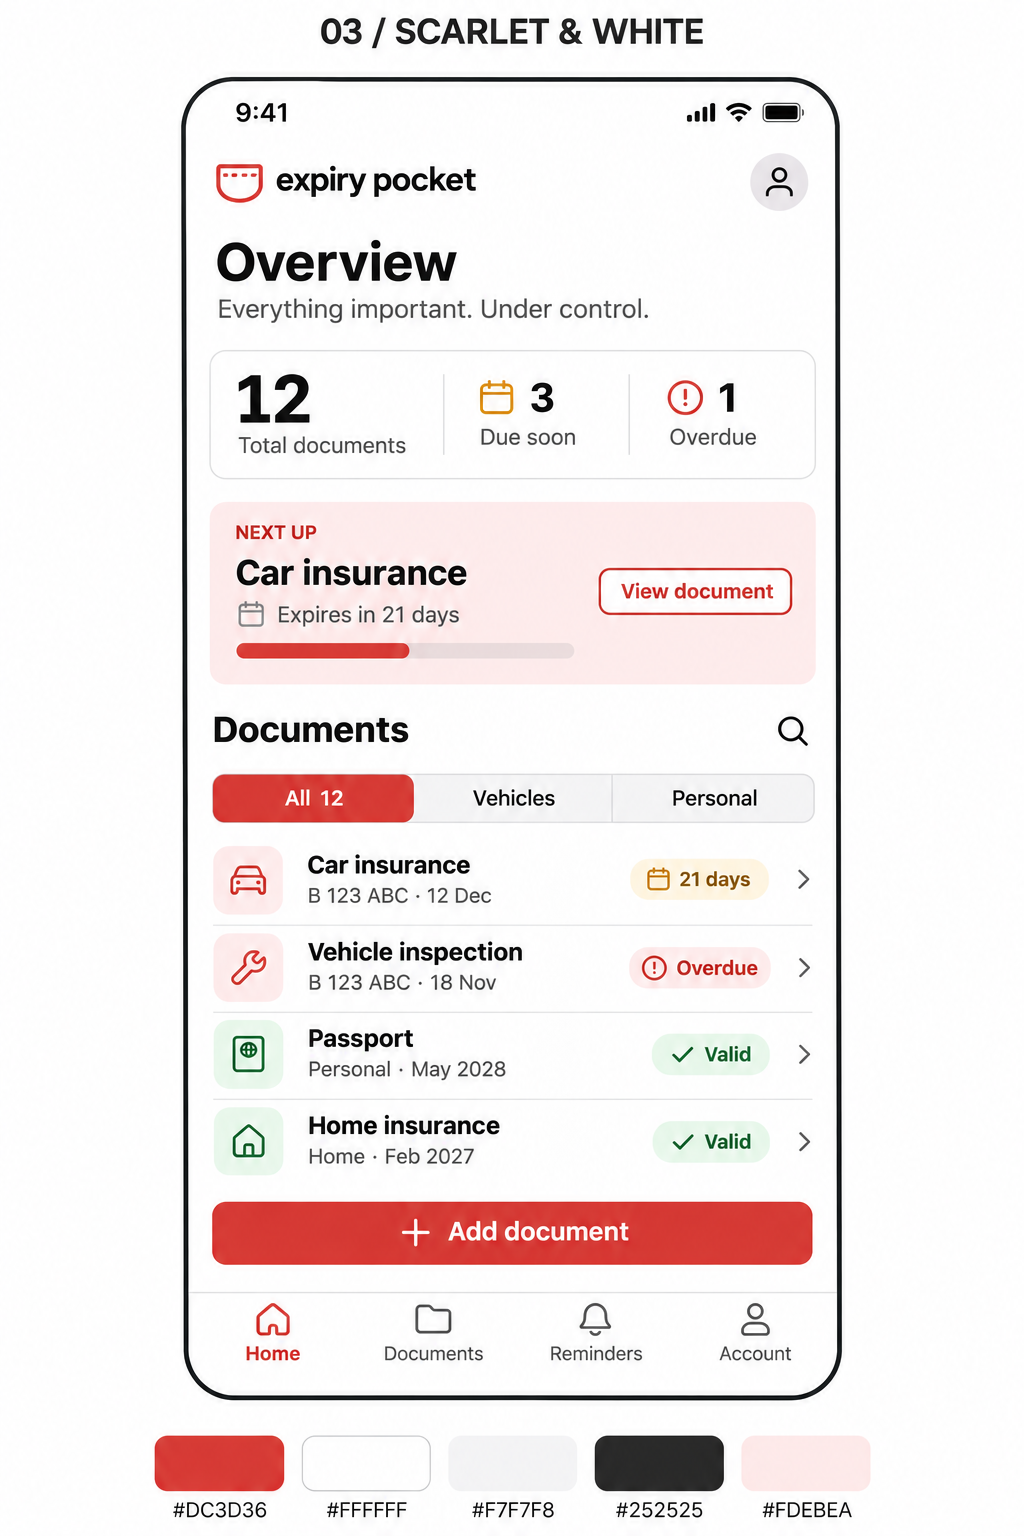 03 / SCARLET & WHITE
9:41
expiry pocket
Overview
Everything important. Under control.
12
Total documents
3
Due soon
1
Overdue
NEXT UP
Car insurance
Expires in 21 days
View document
Documents
All 12
Vehicles
Personal
Car insurance
B 123 ABC · 12 Dec
21 days
Vehicle inspection
B 123 ABC · 18 Nov
Overdue
Passport
Personal · May 2028
Valid
Home insurance
Home · Feb 2027
Valid
Add document
Home
Documents
Reminders
Account
#DC3D36
#FFFFFF
#F7F7F8
#252525
#FDEBEA